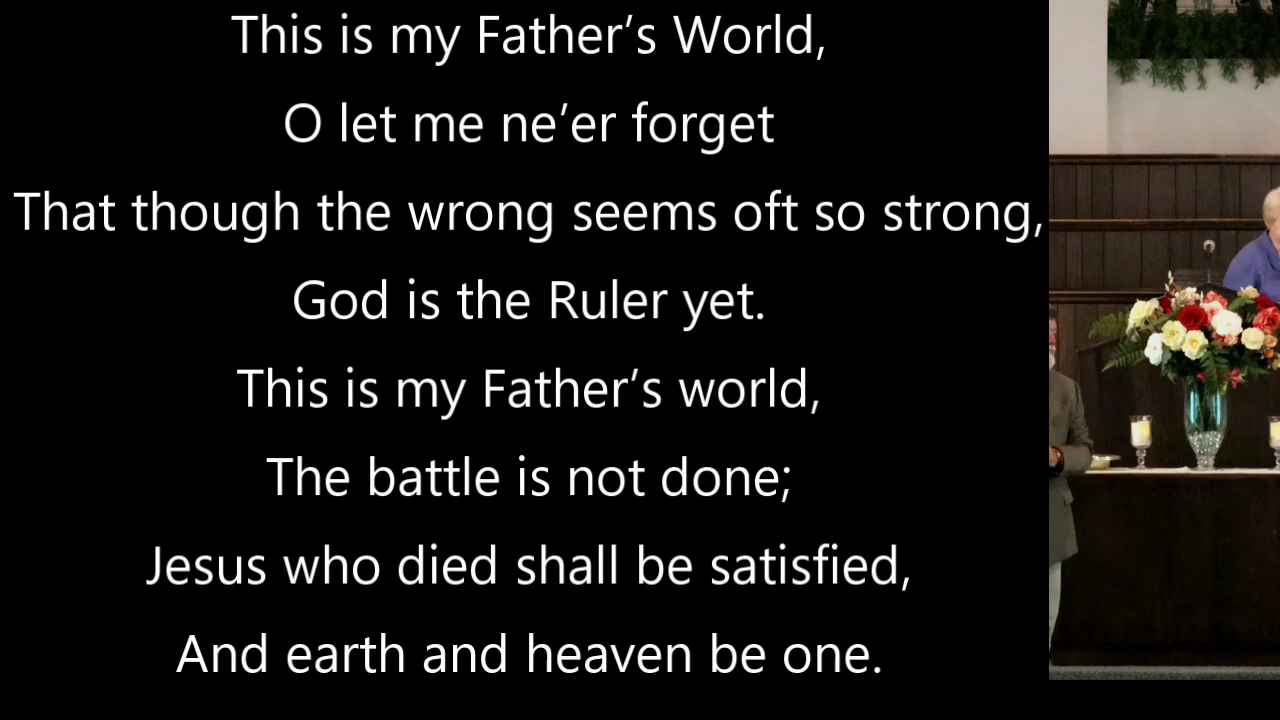 This is my Father’s World,
O let me ne’er forget
That though the wrong seems oft so strong,
God is the Ruler yet.
This is my Father’s world,
The battle is not done;
Jesus who died shall be satisfied,
And earth and heaven be one.